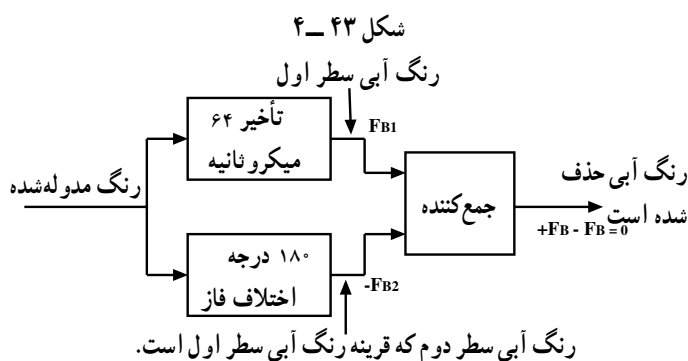 شکل ۴۳ ــ۴
رنگ آبی سطر اول
تأخیر ۶۴
میکروثانیه
FB1
رنگ مدوله‌شده
جمع‌کننده
رنگ آبی حذف
شده است
+FB - FB = 0
۱۸۰ درجه
اختلاف فاز
-FB2
رنگ آبی سطر دوم که قرینه رنگ آبی سطر اول است.